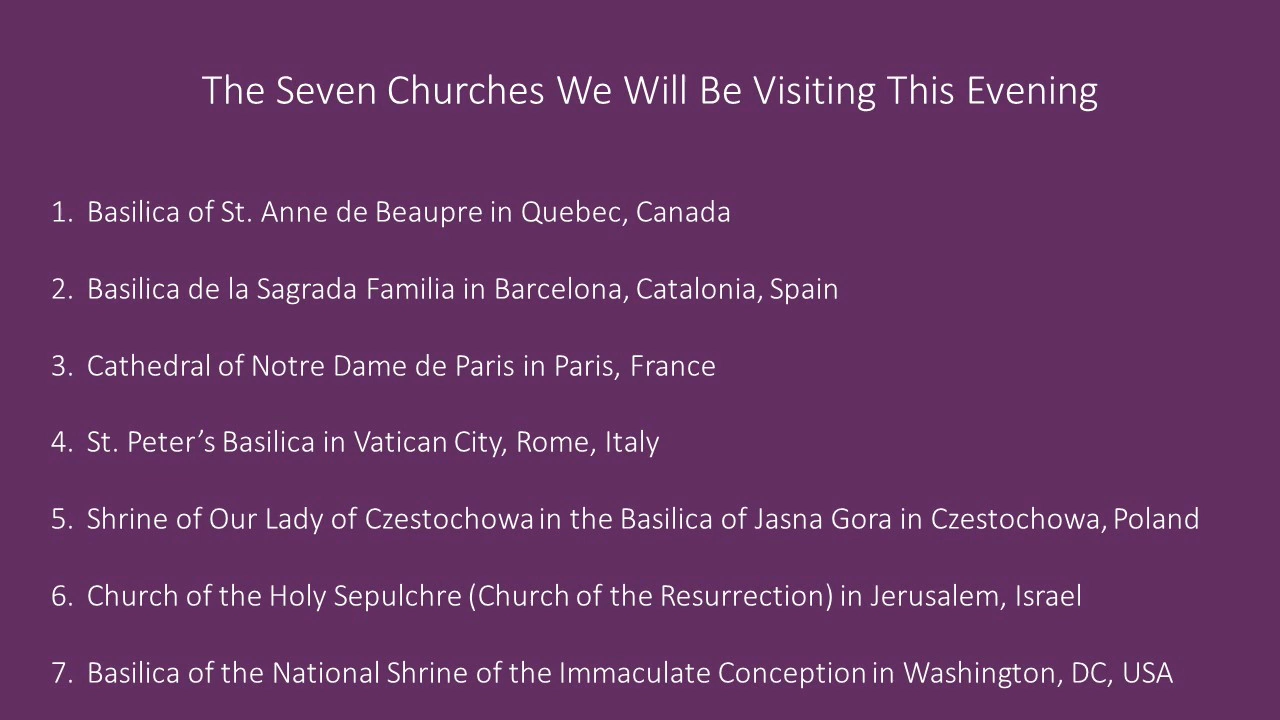 The Seven Churches We Will Be Visiting This Evening
1. Basilica of St. Anne de Beaupre in Quebec, Canada
2. Basilica de la Sagrada Familia in Barcelona, Catalonia, Spain
3. Cathedral of Notre Dame de Paris in Paris, France
4. St. Peter’s Basilica in Vatican City, Rome, Italy
5. Shrine of Our Lady of Czestochowa in the Basilica of Jasna Gora in Czestochowa, Poland
6. Church of the Holy Sepulchre (Church of the Resurrection) in Jerusalem, Israel
7. Basilica of the National Shrine of the Immaculate Conception in Washington, DC, USA